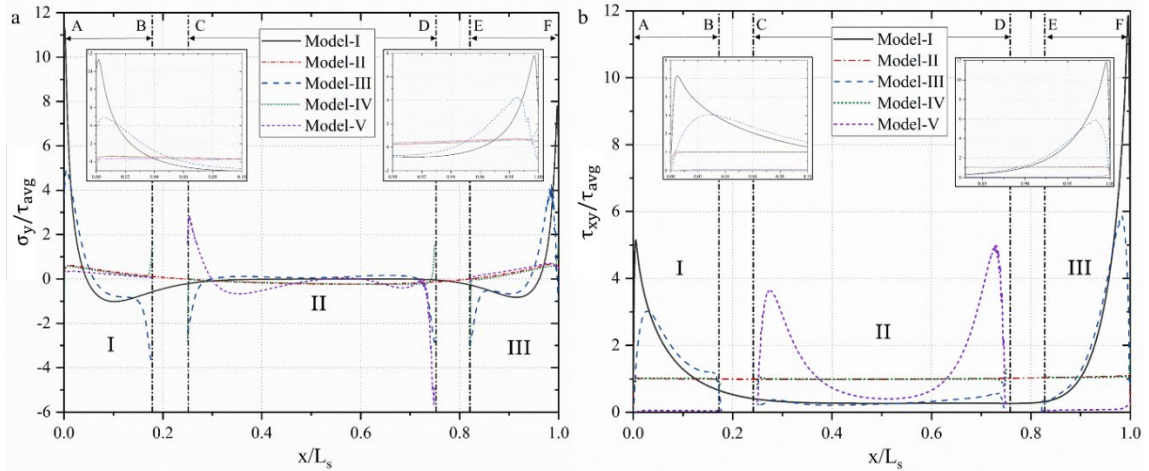 a
A
B
C
D
E
F
Model-I
Model-II
Model-III
Model-IV
Model-V
12
10
8
6
4
2
0
-2
-4
-6
σy/τavg
I
II
III
0.0
0.2
0.4
0.6
0.8
1.0
x/Ls
b
A
B
C
D
E
F
Model-I
Model-II
Model-III
Model-IV
Model-V
12
10
8
6
4
2
0
τxy/τavg
I
II
III
0.0
0.2
0.4
0.6
0.8
1.0
x/Ls